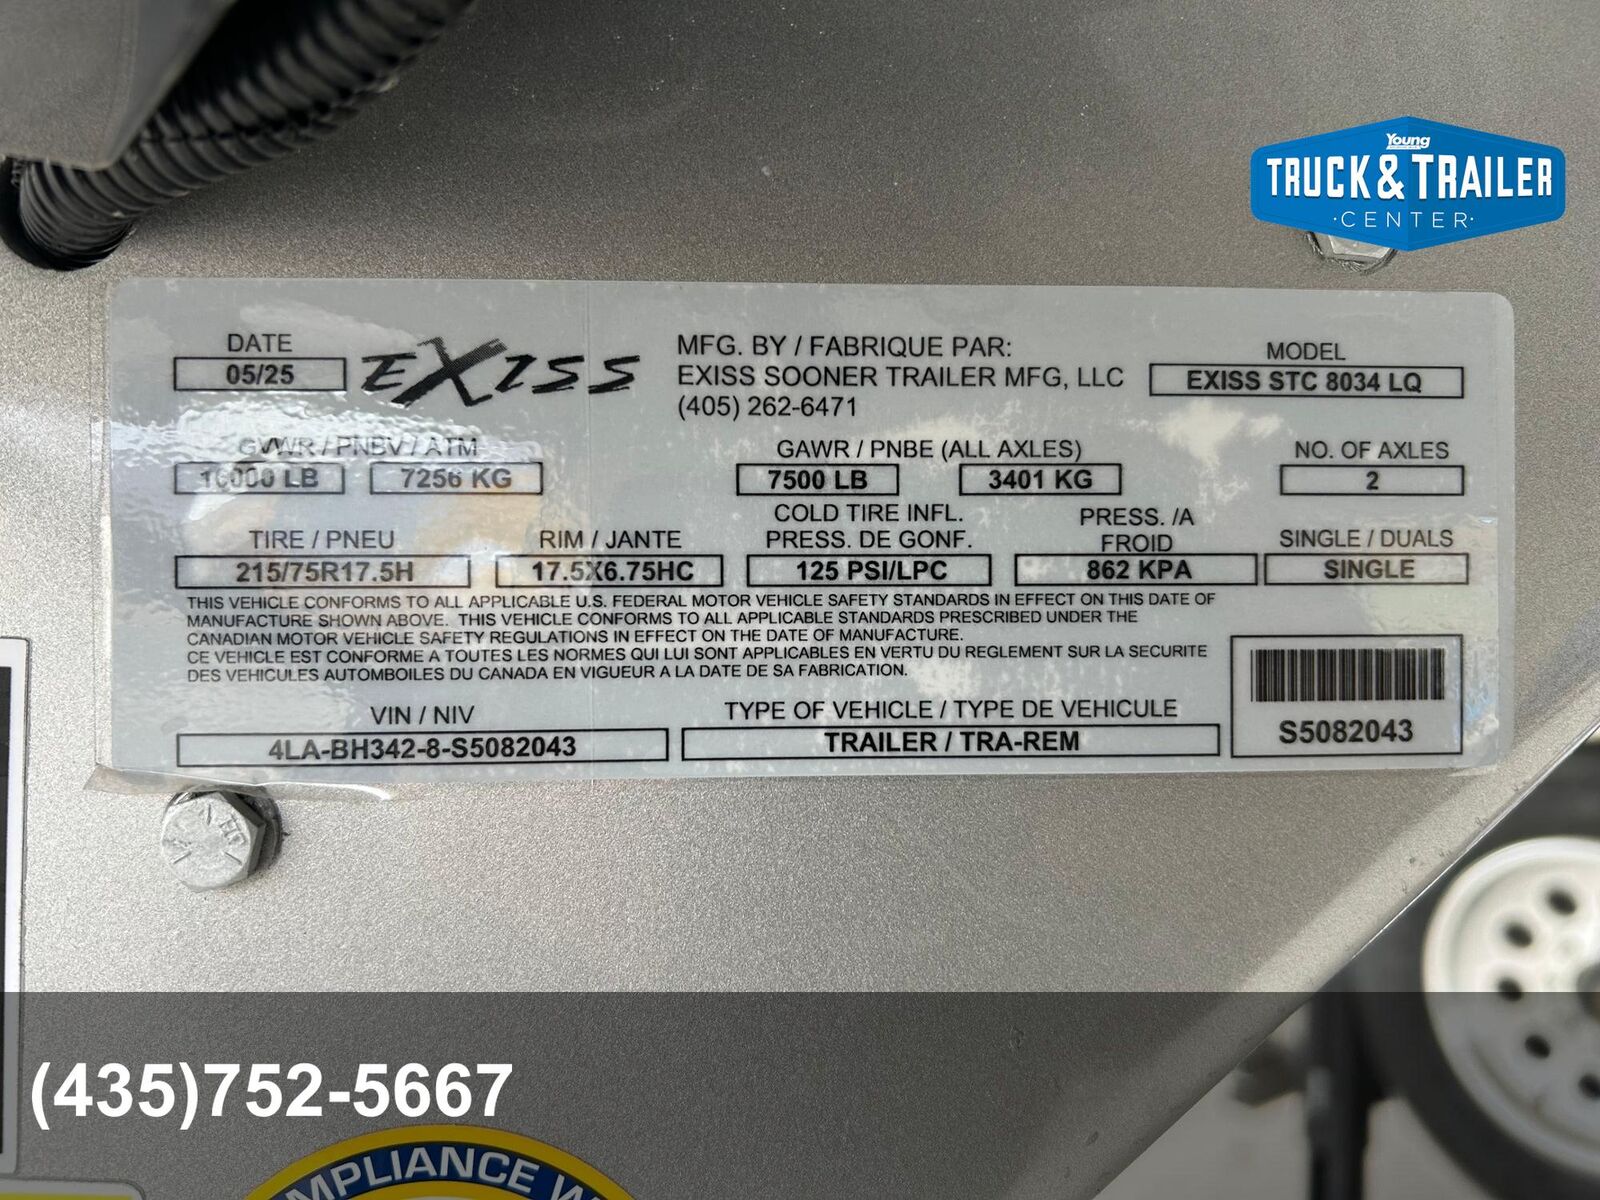 Young
TRUCK & TRAILER
·CENTER·
DATE
05/25
EXISS
MFG. BY / FABRIQUE PAR:
EXISS SOONER TRAILER MFG, LLC
(405) 262-6471
MODEL
EXISS STC 8034 LQ
GVWR / PNBV / ATM
16000 LB 7256 KG
GAWR / PNBE (ALL AXLES)
7500 LB 3401 KG
NO. OF AXLES
2
TIRE / PNEU
215/75R17.5H
RIM / JANTE
17.5X6.75HC
COLD TIRE INFL.
PRESS. DE GONF.
125 PSI/LPC
PRESS. /A
FROID
862 KPA
SINGLE / DUALS
SINGLE
THIS VEHICLE CONFORMS TO ALL APPLICABLE U.S. FEDERAL MOTOR VEHICLE SAFETY STANDARDS IN EFFECT ON THIS DATE OF
MANUFACTURE SHOWN ABOVE. THIS VEHICLE CONFORMS TO ALL APPLICABLE STANDARDS PRESCRIBED UNDER THE
CANADIAN MOTOR VEHICLE SAFETY REGULATIONS IN EFFECT ON THE DATE OF MANUFACTURE.
CE VEHICLE EST CONFORME A TOUTES LES NORMES QUI LUI SONT APPLICABLES EN VERTU DU REGLEMENT SUR LA SECURITE
DES VEHICULES AUTOMBOILES DU CANADA EN VIGUEUR A LA DATE DE SA FABRICATION.
VIN / NIV
4LA-BH342-8-S5082043
TYPE OF VEHICLE / TYPE DE VEHICULE
TRAILER / TRA-REM
S5082043
(435)752-5667
MPLIANCE W